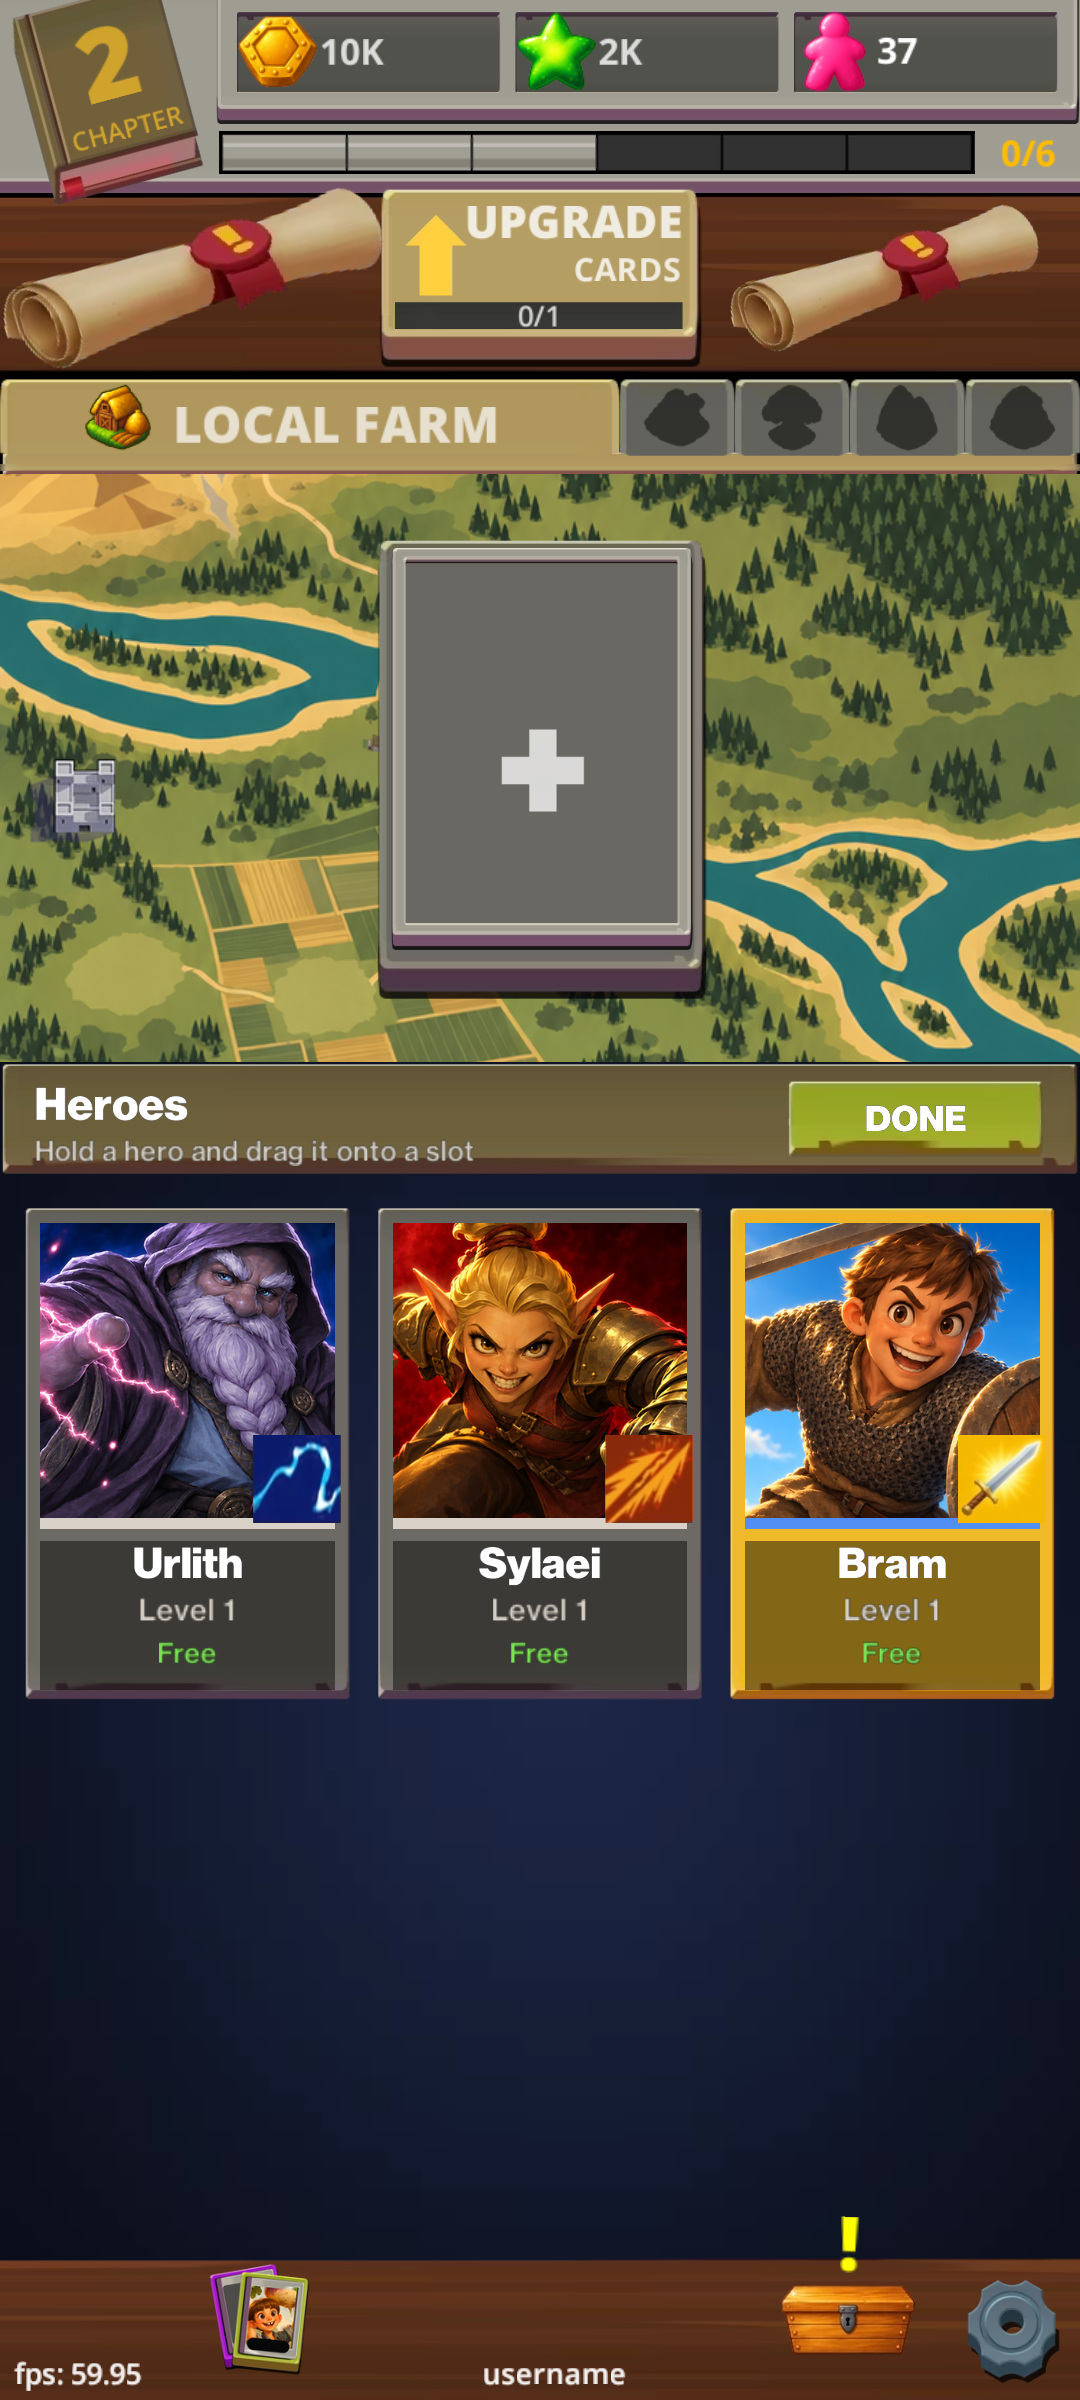 2
CHAPTER
10K
2K
37
0/6
UPGRADE
CARDS
0/1
LOCAL FARM
Heroes
Hold a hero and drag it onto a slot
DONE
Urlith
Level 1
Free
Sylaei
Level 1
Free
Bram
Level 1
Free
!
fps: 59.95
username